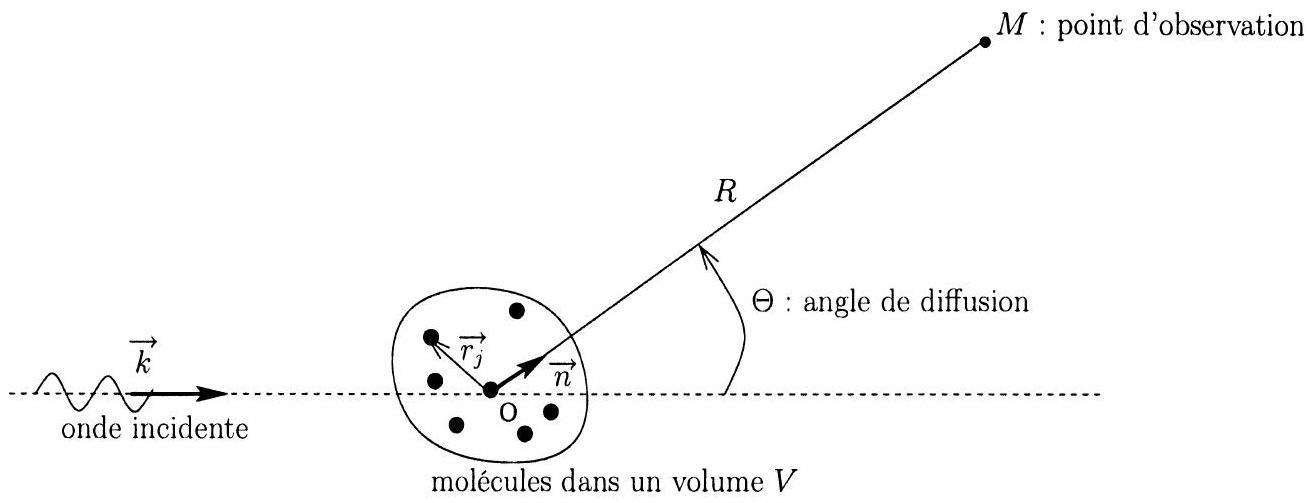 M : point d'observation
R
Θ : angle de diffusion
k
r_j
n
O
onde incidente
molécules dans un volume V